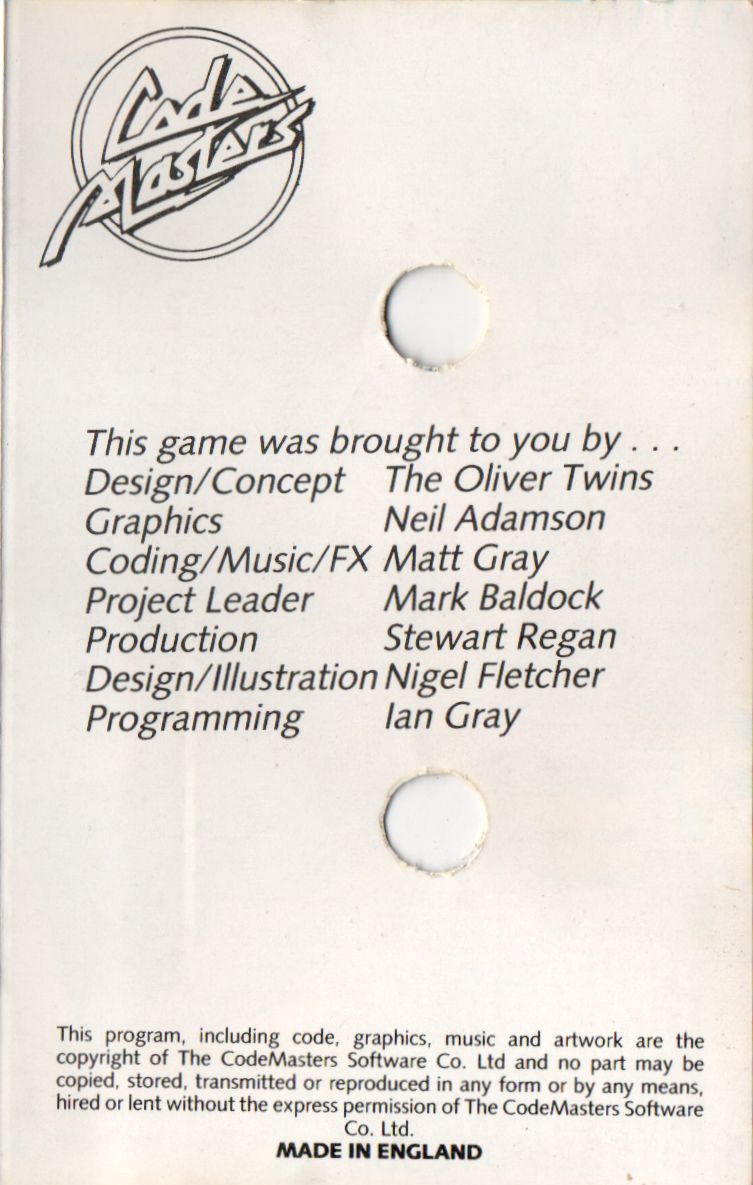 Code
Masters
This game was brought to you by . . .
Design/Concept The Oliver Twins
Graphics Neil Adamson
Coding/Music/FX Matt Gray
Project Leader Mark Baldock
Production Stewart Regan
Design/Illustration Nigel Fletcher
Programming Ian Gray
This program, including code, graphics, music and artwork are the
copyright of The CodeMasters Software Co. Ltd and no part may be
copied, stored, transmitted or reproduced in any form or by any means,
hired or lent without the express permission of The CodeMasters Software
Co. Ltd.
MADE IN ENGLAND